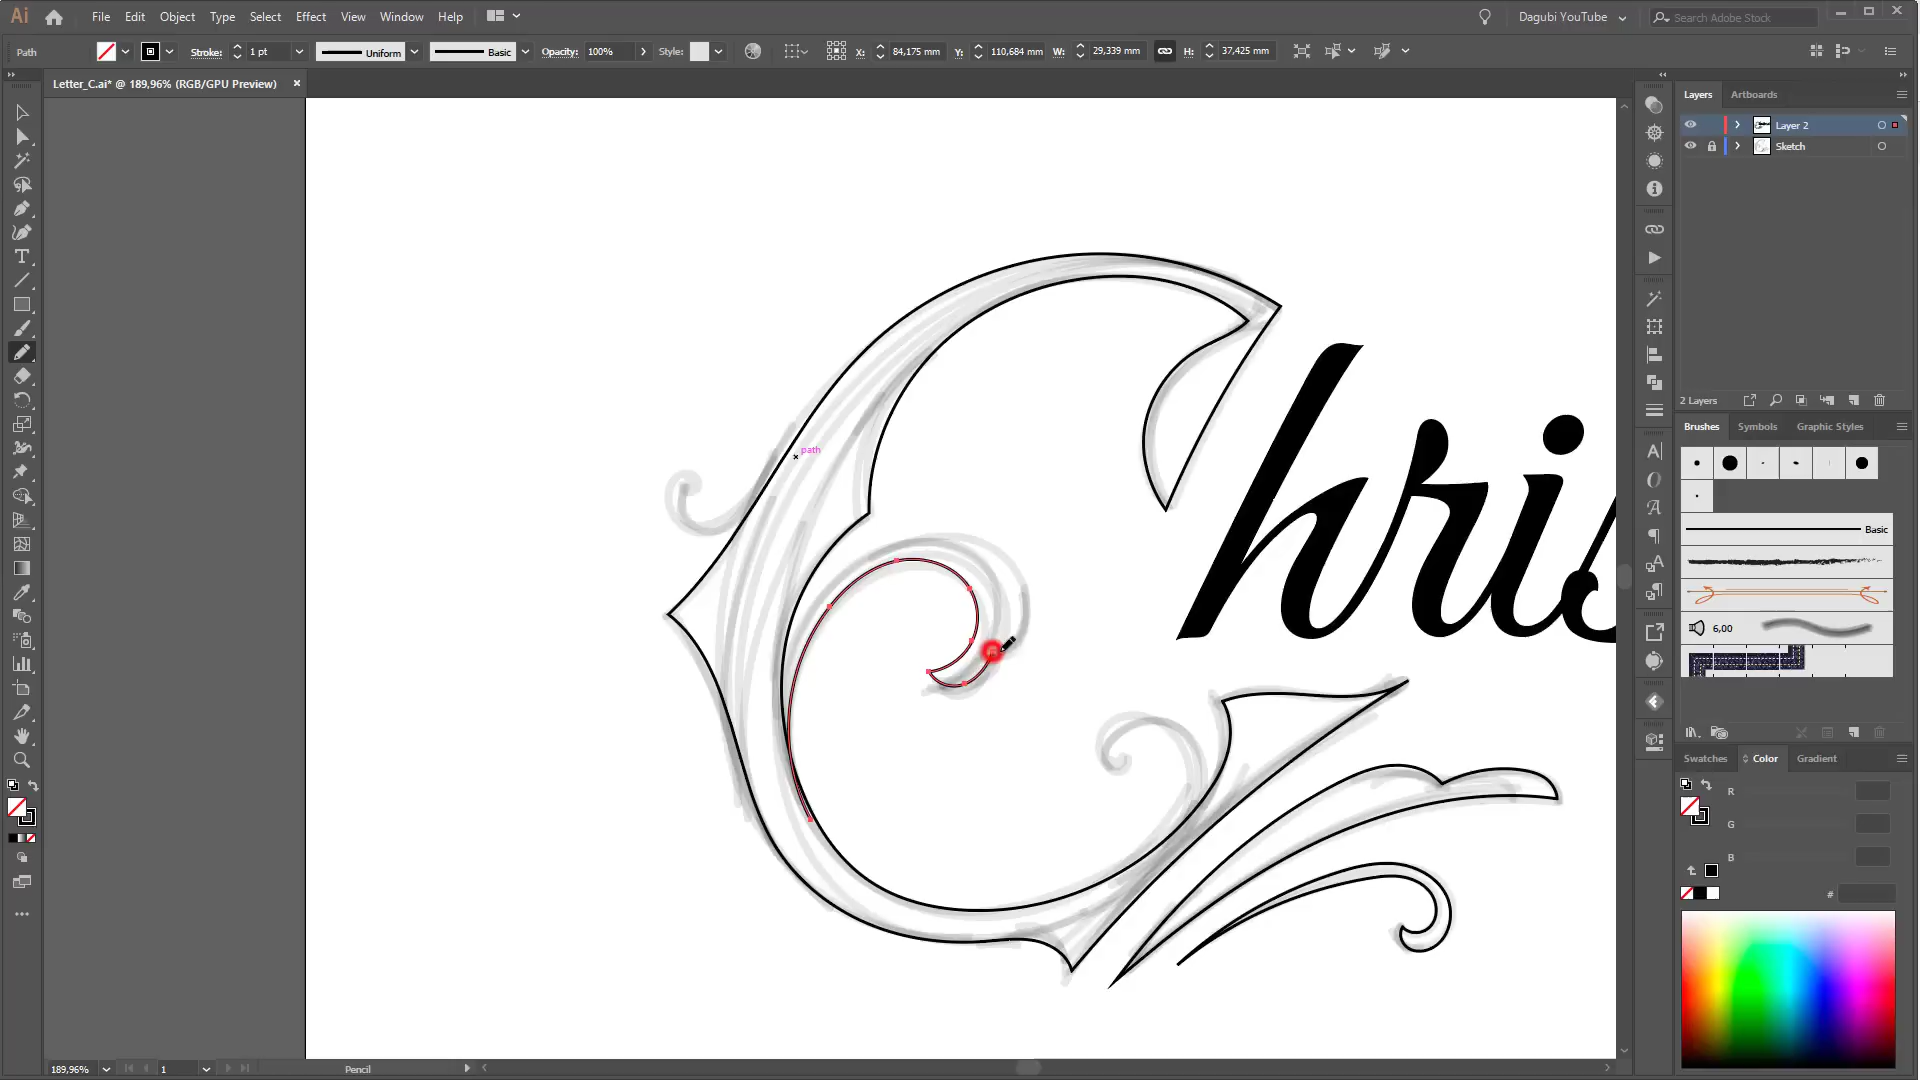 Ai File Edit Object Type Select Effect View Window Help Dagubi YouTube Search Adobe Stock
Path Stroke: 1 pt Uniform Basic Opacity: 100% Style: X: 84,175 mm Y: 110,684 mm W: 29,339 mm H: 37,425 mm
Letter_C.ai* @ 189,96% (RGB/GPU Preview)
Layers Artboards
Layer 2
Sketch
2 Layers
Brushes Symbols Graphic Styles
Basic
6,00
Swatches Color Gradient
R
G
B
#
path
Chris
189,96% 1 Pencil